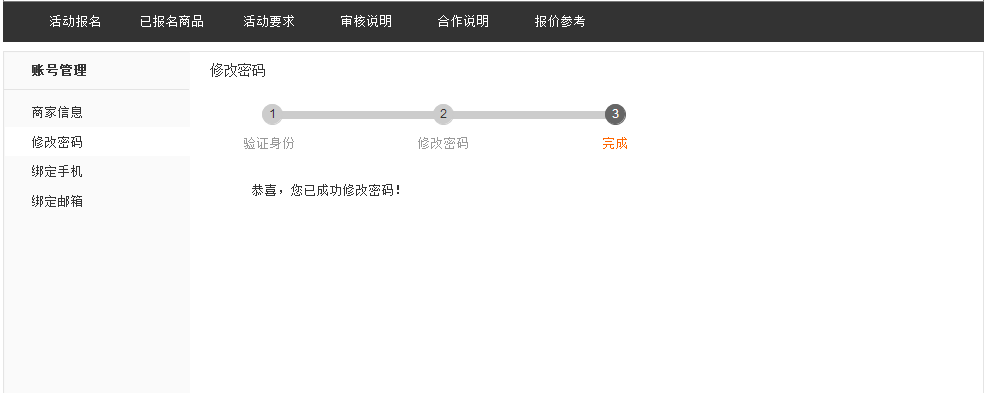 活动报名 已报名商品 活动要求 审核说明 合作说明 报价参考
账号管理
商家信息
修改密码
绑定手机
绑定邮箱
修改密码
1 2 3
验证身份 修改密码 完成
恭喜，您已成功修改密码！